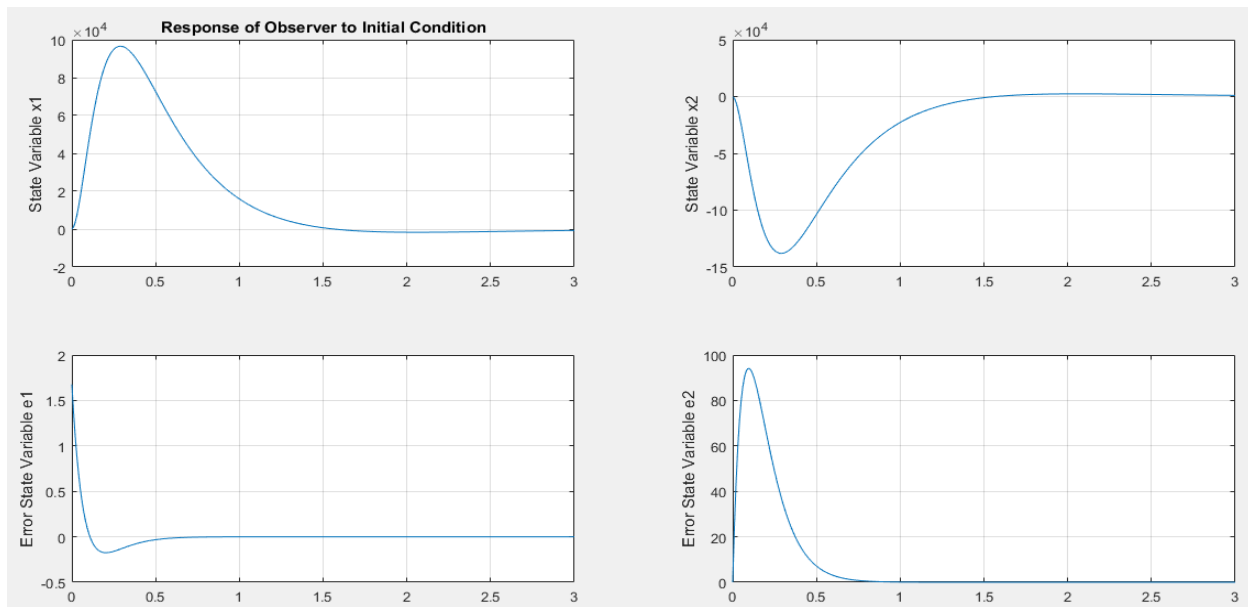 Response of Observer to Initial Condition
×10⁴
State Variable x1
10
8
6
4
2
0
-2
0 0.5 1 1.5 2 2.5 3
×10⁴
State Variable x2
5
0
-5
-10
-15
0 0.5 1 1.5 2 2.5 3
Error State Variable e1
2
1.5
1
0.5
0
-0.5
0 0.5 1 1.5 2 2.5 3
Error State Variable e2
100
80
60
40
20
0
0 0.5 1 1.5 2 2.5 3